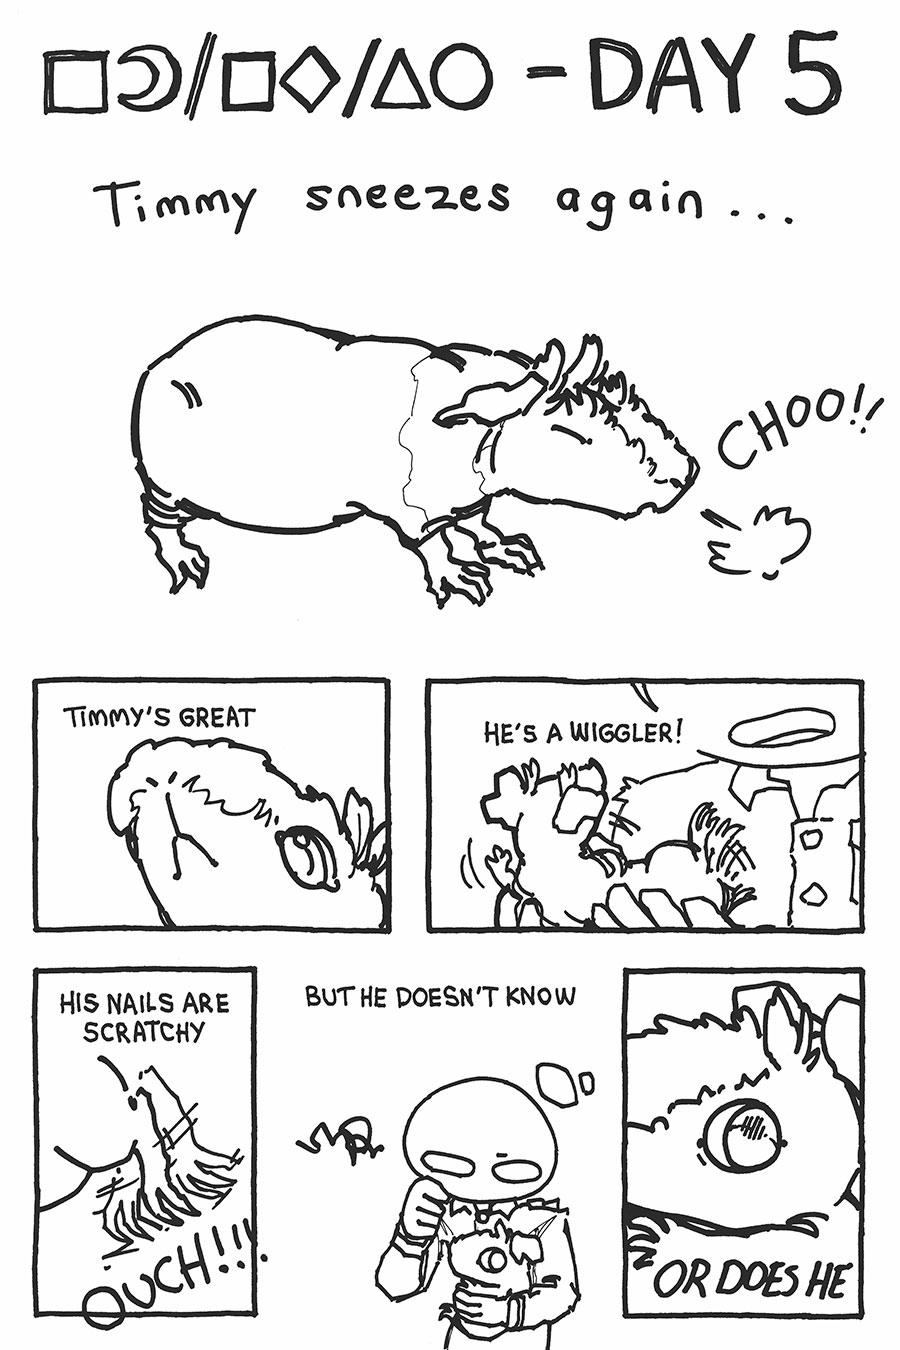 □☽/□◇/△○ - DAY 5
Timmy sneezes again...
CHOO!!
TIMMY'S GREAT
HE'S A WIGGLER!
HIS NAILS ARE
SCRATCHY
OUCH!!!
BUT HE DOESN'T KNOW
OR DOES HE